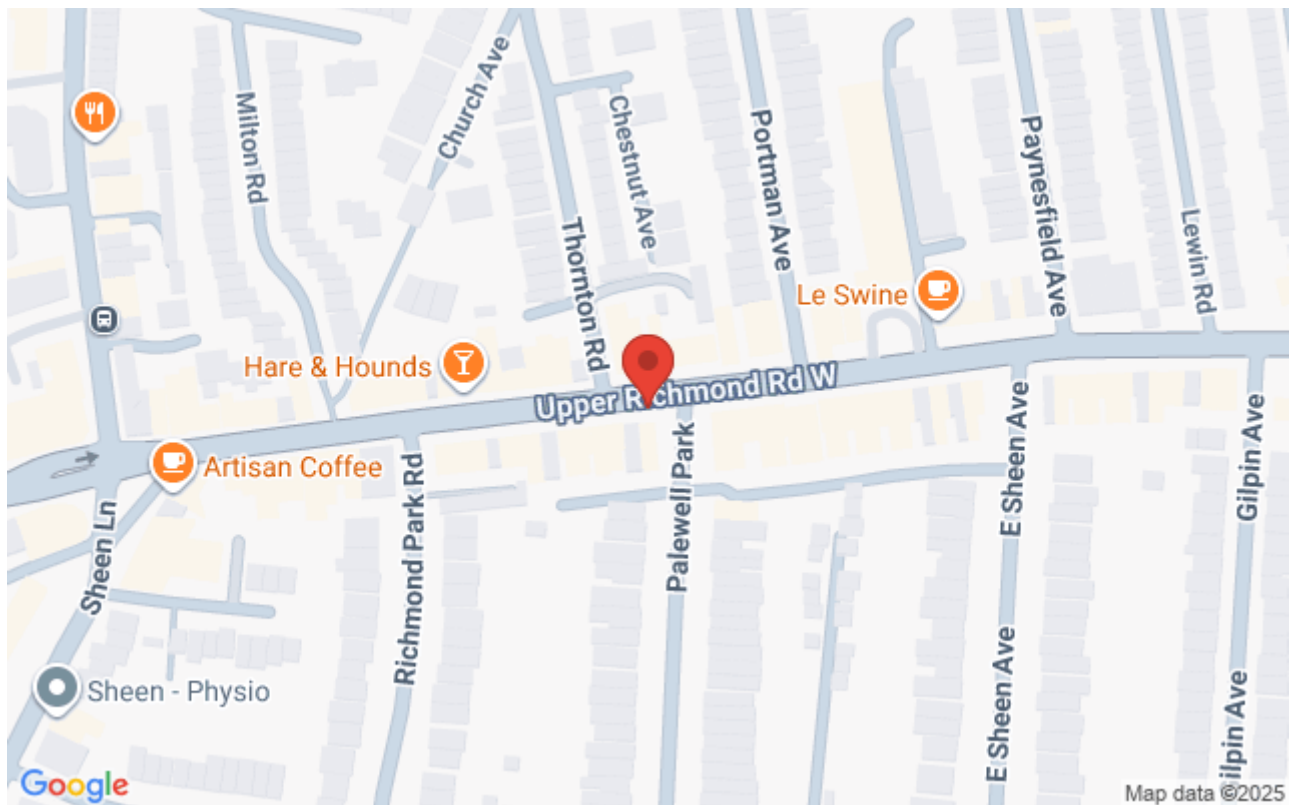 Milton Rd
Church Ave
Chestnut Ave
Portman Ave
Paynesfield Ave
Lewin Rd
Thornton Rd
Le Swine
Hare & Hounds
Upper Richmond Rd W
Artisan Coffee
Sheen Ln
Richmond Park Rd
Palewell Park
E Sheen Ave
Gilpin Ave
Sheen - Physio
E Sheen Ave
Gilpin Ave
Google
Map data ©2025